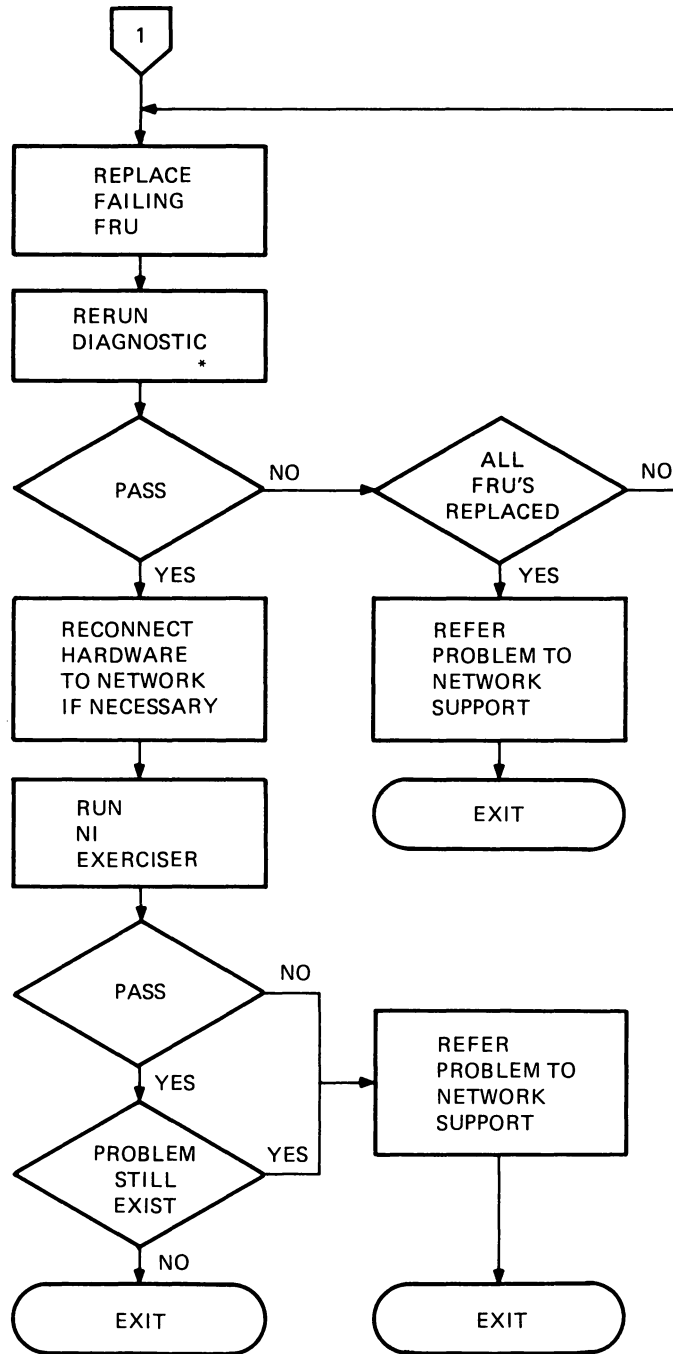 1
REPLACE
FAILING
FRU
RERUN
DIAGNOSTIC
*
PASS
NO
ALL
FRU'S
REPLACED
NO
YES
YES
RECONNECT
HARDWARE
TO NETWORK
IF NECESSARY
REFER
PROBLEM TO
NETWORK
SUPPORT
RUN
NI
EXERCISER
EXIT
PASS
NO
YES
REFER
PROBLEM TO
NETWORK
SUPPORT
PROBLEM
STILL
EXIST
YES
NO
EXIT
EXIT